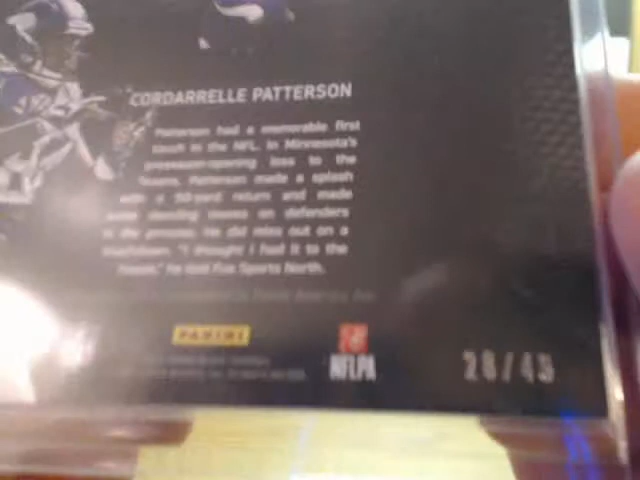 CORDARRELLE PATTERSON
Patterson had a memorable first
touch in the NFL. In Minnesota's
preseason-opening loss to the
Texans, Patterson made a splash
with a 50-yard return and made
some dazzling moves on defenders
in the process. He did miss out on a
touchdown. "I thought I had it to the
house," he told Fox Sports North.
PANINI
NFLPA
28/49